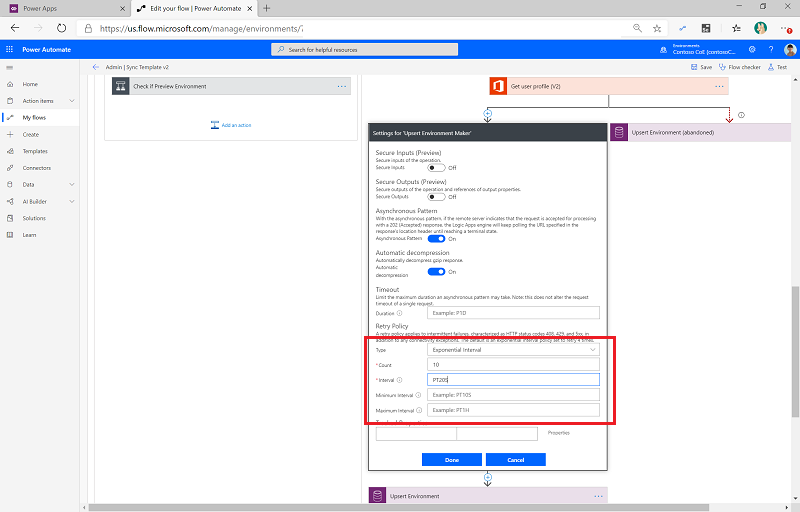 Power Apps
Edit your flow | Power Automate
https://us.flow.microsoft.com/manage/environments/
Power Automate
Search for helpful resources
Environments
Contoso CoE (contosoC...
Admin | Sync Template v2
Save
Flow checker
Test
Home
Action items
My flows
Create
Templates
Connectors
Data
AI Builder
Solutions
Learn
Check if Preview Environment
Add an action
Get user profile (V2)
Upsert Environment (abandoned)
Settings for 'Upsert Environment Maker'
Secure Inputs (Preview)
Secure inputs of the operation.
Secure Inputs Off
Secure Outputs (Preview)
Secure outputs of the operation and references of output properties.
Secure Outputs Off
Asynchronous Pattern
With the asynchronous pattern, if the remote server indicates that the request is accepted for processing
with a 202 (Accepted) response, the Logic Apps engine will keep polling the URL specified in the
response's location header until reaching a terminal state.
Asynchronous Pattern On
Automatic decompression
Automatically decompress gzip response.
Automatic
decompression On
Timeout
Limit the maximum duration an asynchronous pattern may take. Note: this does not alter the request
timeout of a single request.
Duration Example: P1D
Retry Policy
A retry policy applies to intermittent failures, characterized as HTTP status codes 408, 429, and 5xx, in
addition to any connectivity exceptions. The default is an exponential interval policy set to retry 4 times.
Type Exponential Interval
* Count 10
* Interval PT20S
Minimum Interval Example: PT10S
Maximum Interval Example: PT1H
Properties
Done Cancel
Upsert Environment